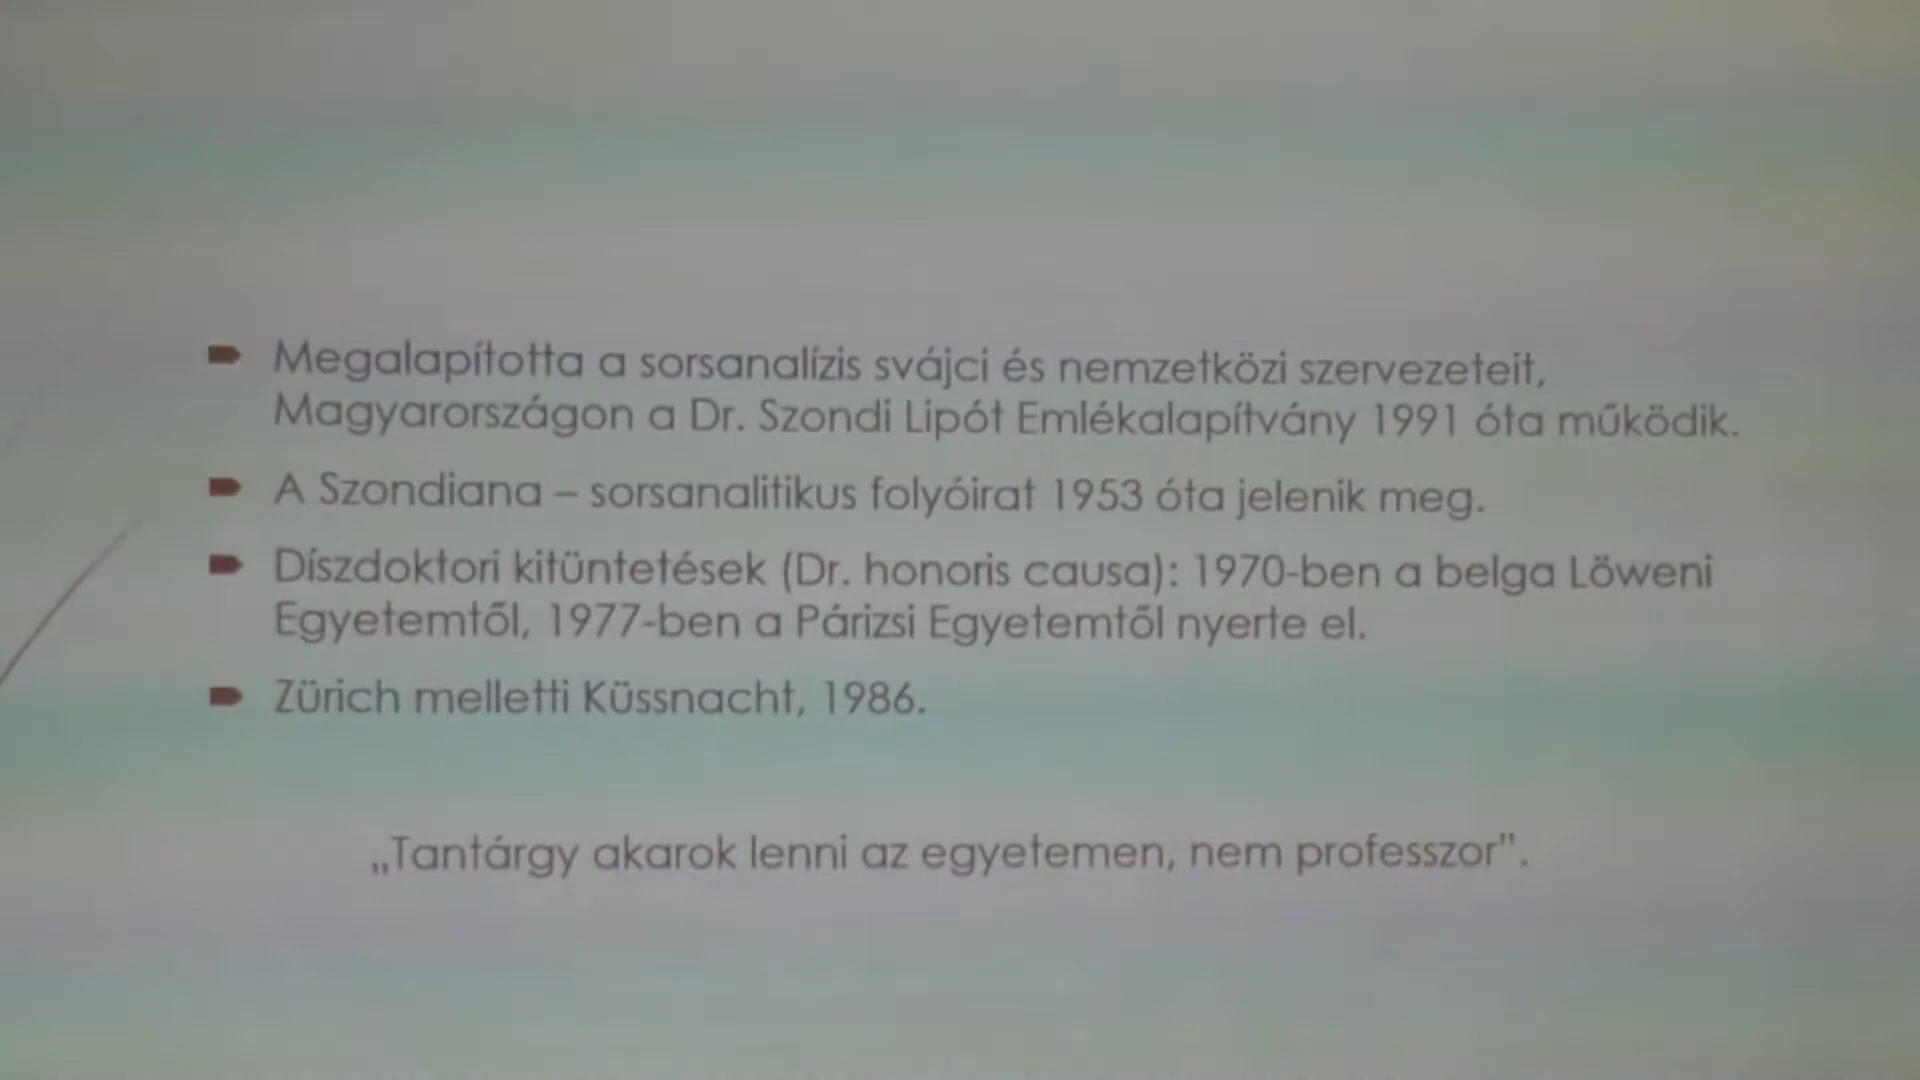 Megalapította a sorsanalízis svájci és nemzetközi szervezeteit,
Magyarországon a Dr. Szondi Lipót Emlékalapítvány 1991 óta működik.
A Szondiana – sorsanalitikus folyóirat 1953 óta jelenik meg.
Díszdoktori kitüntetések (Dr. honoris causa): 1970-ben a belga Löweni
Egyetemtől, 1977-ben a Párizsi Egyetemtől nyerte el.
Zürich melletti Küssnacht, 1986.
„Tantárgy akarok lenni az egyetemen, nem professzor".